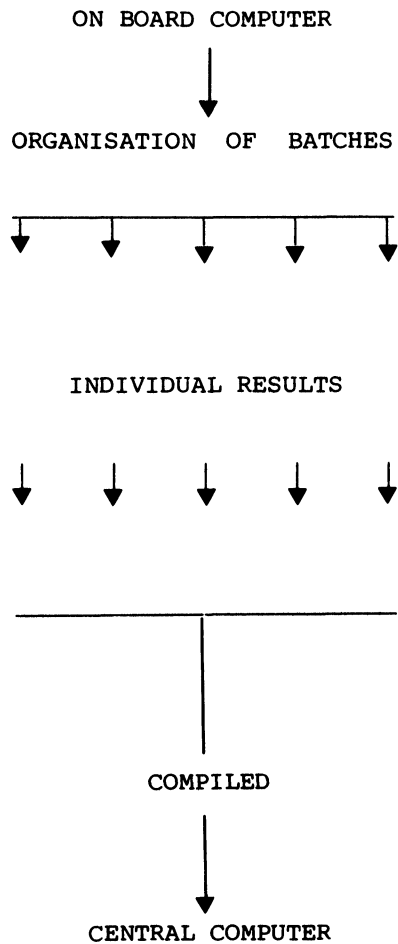 ON BOARD COMPUTER
ORGANISATION OF BATCHES
INDIVIDUAL RESULTS
COMPILED
CENTRAL COMPUTER